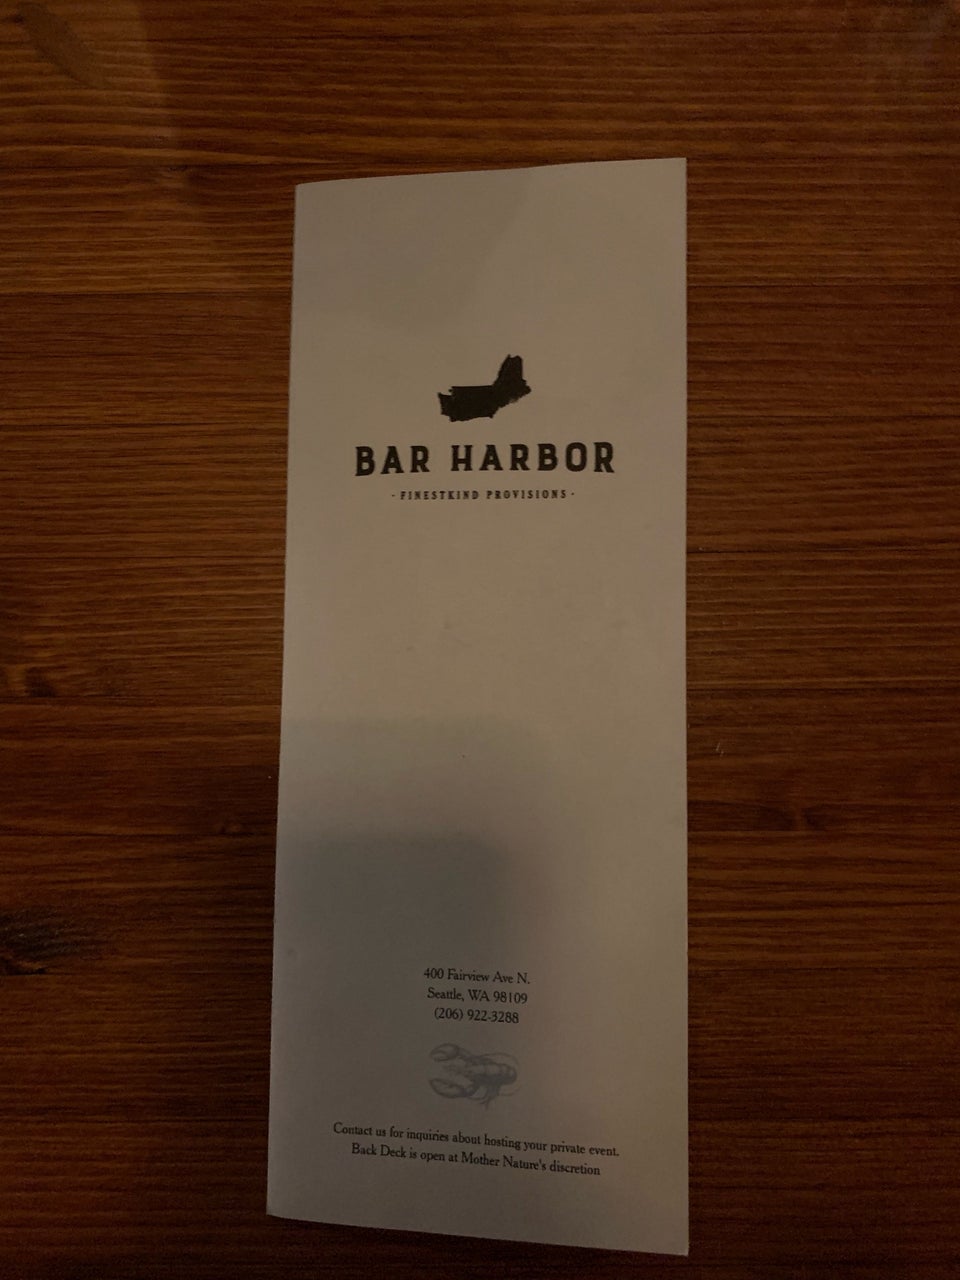 BAR HARBOR
· FINESTKIND PROVISIONS ·
400 Fairview Ave N.
Seattle, WA 98109
(206) 922-3288
Contact us for inquiries about hosting your private event.
Back Deck is open at Mother Nature's discretion